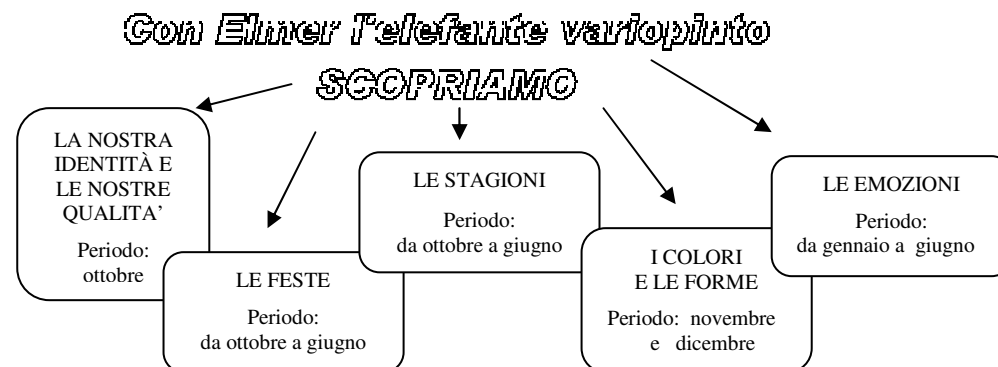 Con Elmer l'elefante variopinto
SCOPRIAMO
LA NOSTRA
IDENTITÀ E
LE NOSTRE
QUALITA’
Periodo:
ottobre
LE FESTE
Periodo:
da ottobre a giugno
LE STAGIONI
Periodo:
da ottobre a giugno
I COLORI
E LE FORME
Periodo: novembre
e dicembre
LE EMOZIONI
Periodo:
da gennaio a giugno